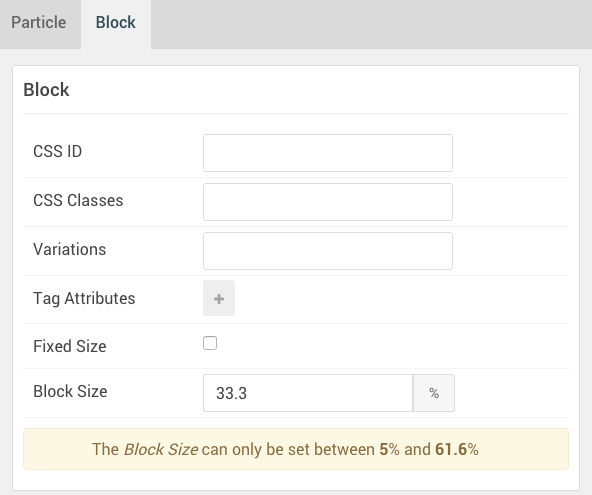 Particle Block
Block
CSS ID
CSS Classes
Variations
Tag Attributes +
Fixed Size
Block Size 33.3 %
The Block Size can only be set between 5% and 61.6%